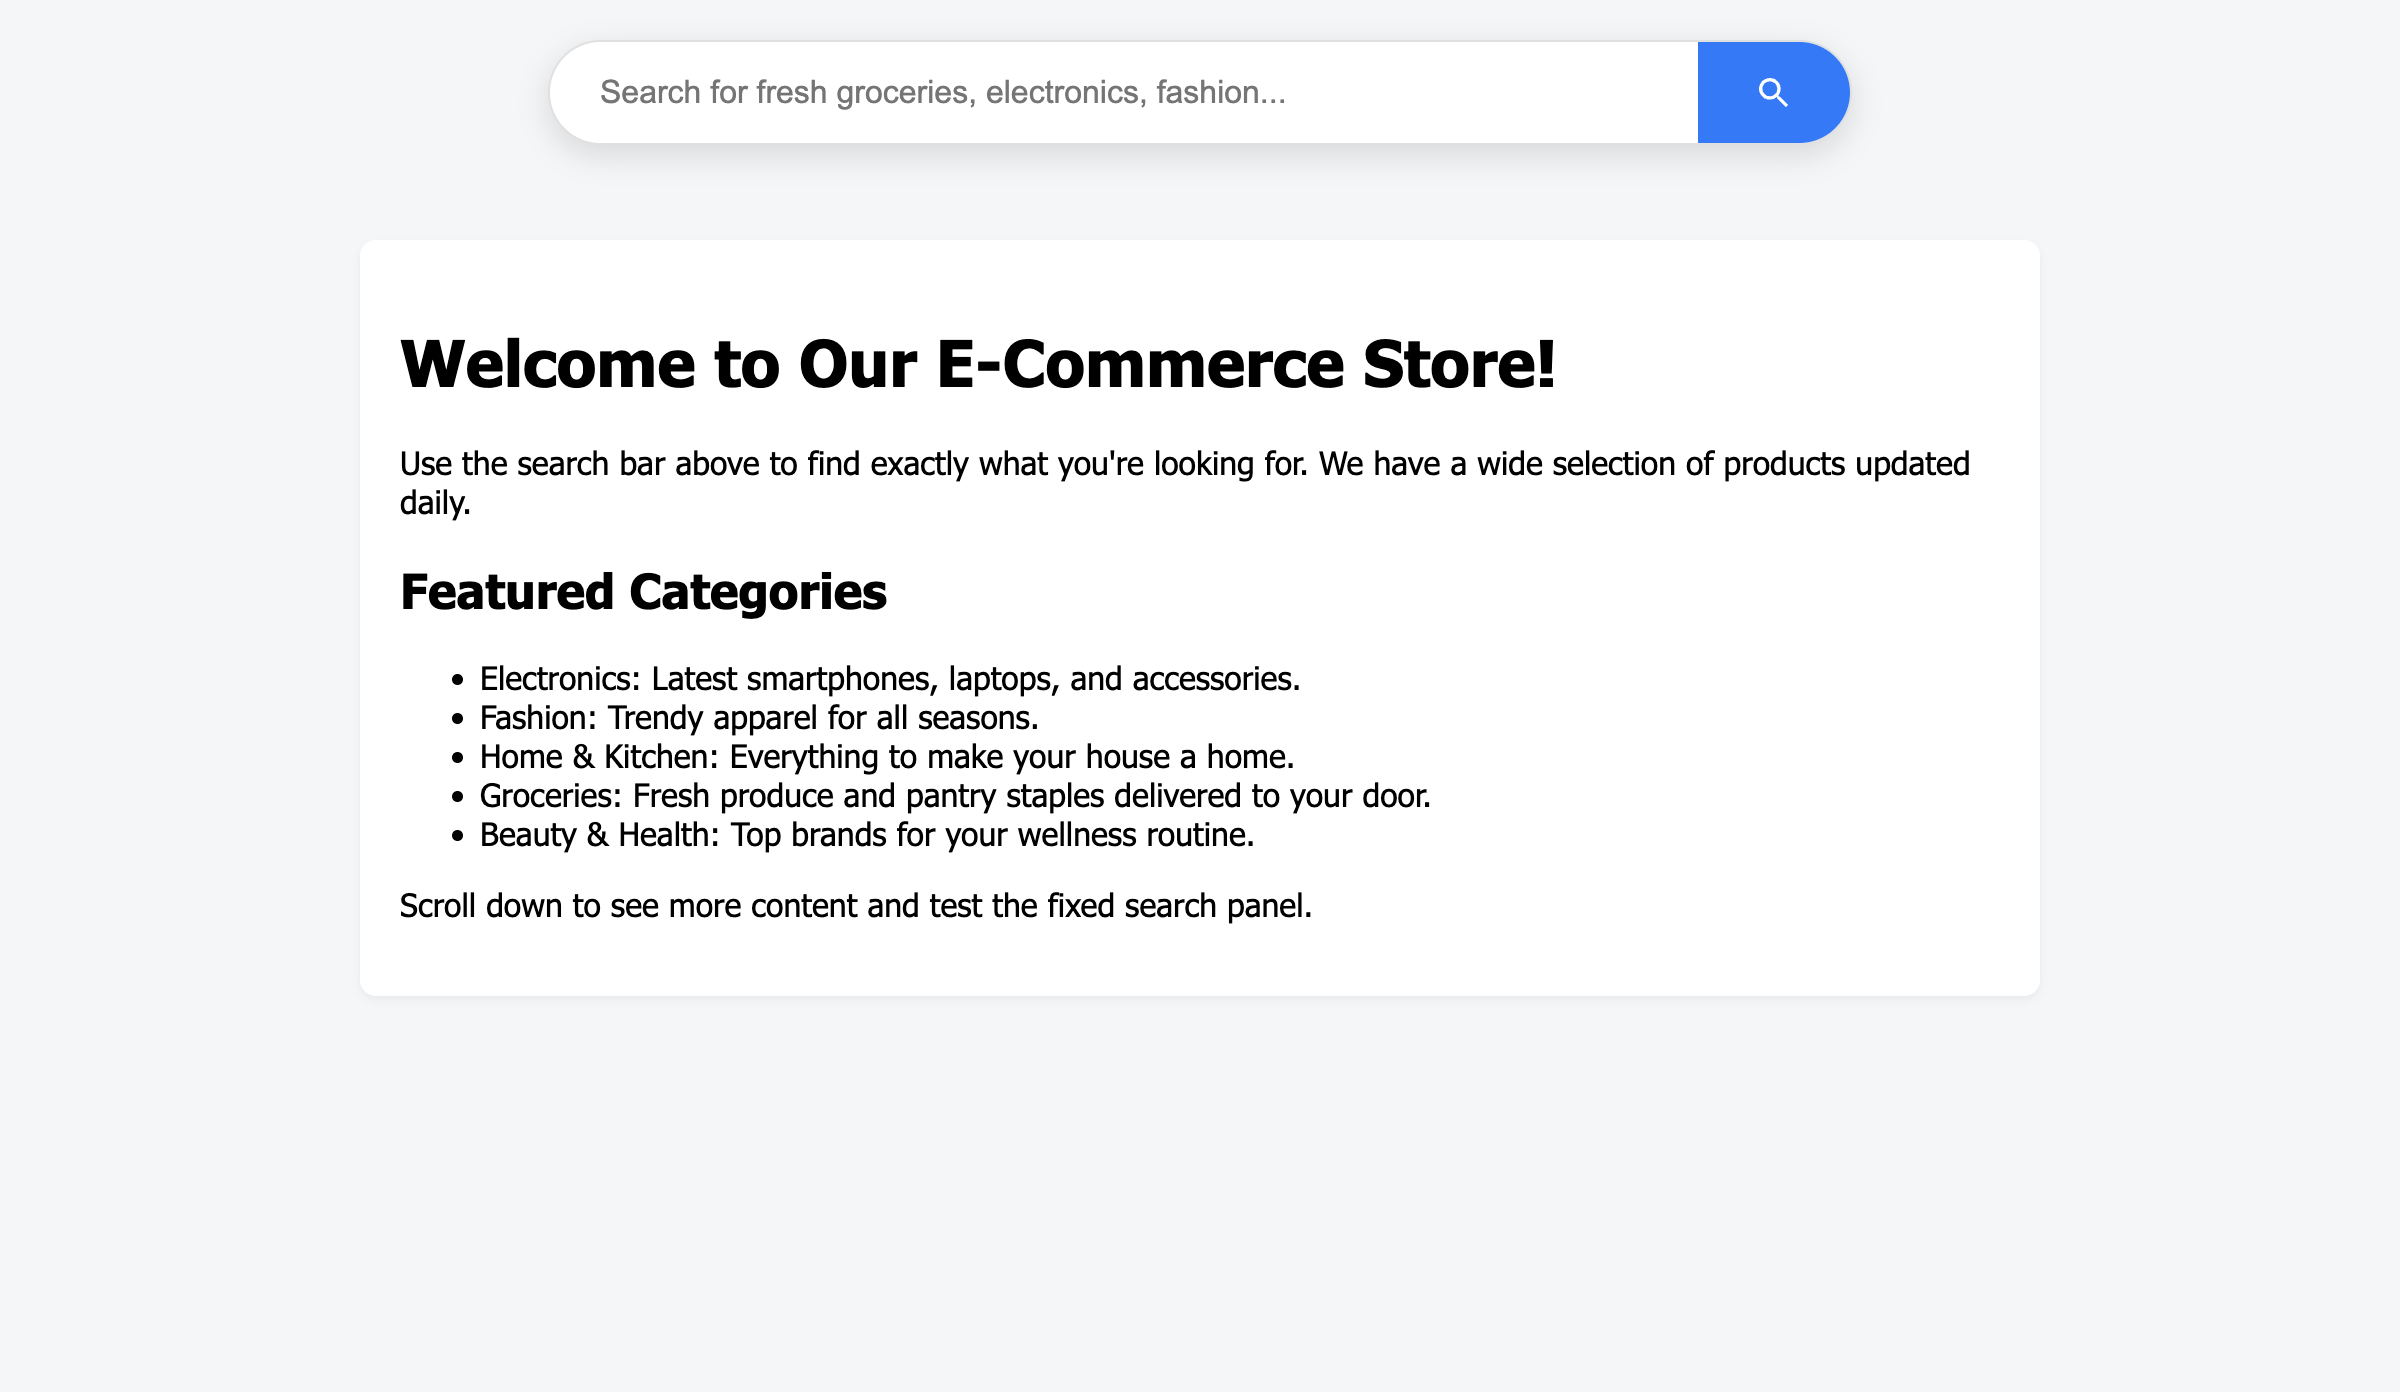 Search for fresh groceries, electronics, fashion...
Welcome to Our E-Commerce Store!
Use the search bar above to find exactly what you're looking for. We have a wide selection of products updated
daily.
Featured Categories
• Electronics: Latest smartphones, laptops, and accessories.
• Fashion: Trendy apparel for all seasons.
• Home & Kitchen: Everything to make your house a home.
• Groceries: Fresh produce and pantry staples delivered to your door.
• Beauty & Health: Top brands for your wellness routine.
Scroll down to see more content and test the fixed search panel.